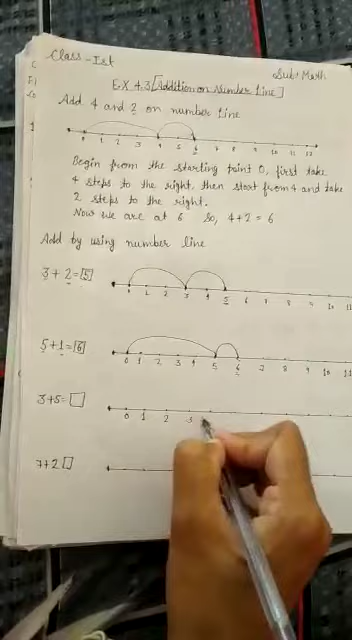 Class - Ist
Sub: Math
EX 4.3 [Addition on Number Line]
Add 4 and 2 on number line
0 1 2 3 4 5 6 7 8 9 10 11 12
Begin from the starting point 0, first take
4 steps to the right, then start from 4 and take
2 steps to the right.
Now we are at 6 So, 4+2=6
Add by using number line
3+2=5
0 1 2 3 4 5 6 7 8 9 10 11
5+1=6
0 1 2 3 4 5 6 7 8 9 10 11
3+5=
0 1 2 3
7+2